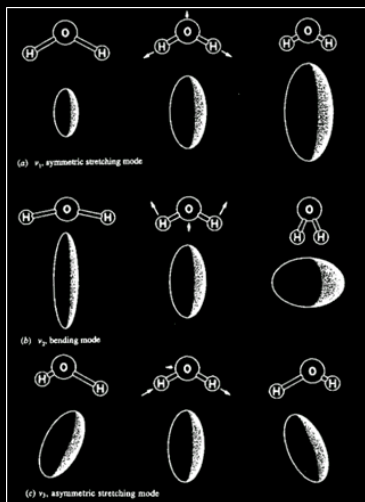 O O O
H H H H H H
(a) ν₁, symmetric stretching mode
O O O
H H H H H H
(b) ν₂, bending mode
O O O
H H H H H H
(c) ν₃, asymmetric stretching mode